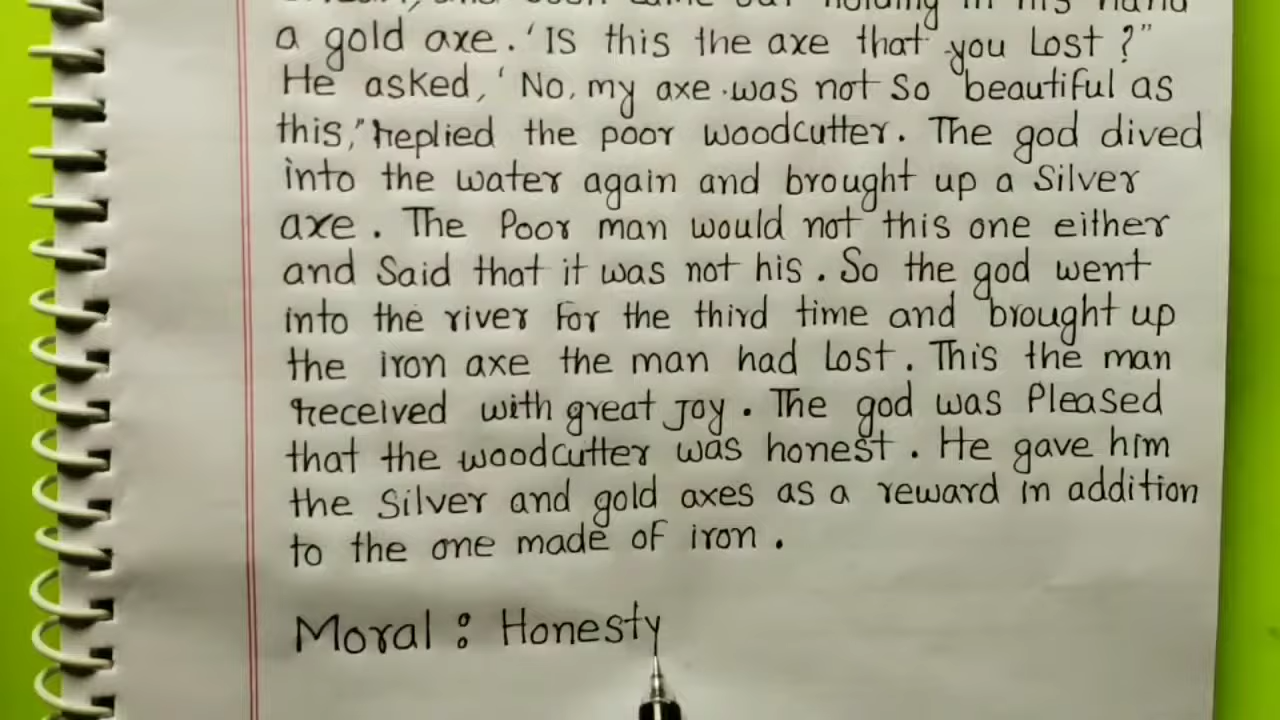 holding in his hand
a gold axe. 'Is this the axe that you Lost ?"
He asked, 'No, my axe was not So beautiful as
this," replied the poor woodcutter. The god dived
into the water again and brought up a Silver
axe. The Poor man would not this one either
and Said that it was not his. So the god went
into the river For the third time and brought up
the iron axe the man had Lost. This the man
received with great Joy. The god was Pleased
that the woodcutter was honest. He gave him
the Silver and gold axes as a reward in addition
to the one made of iron.
Moral : Honesty